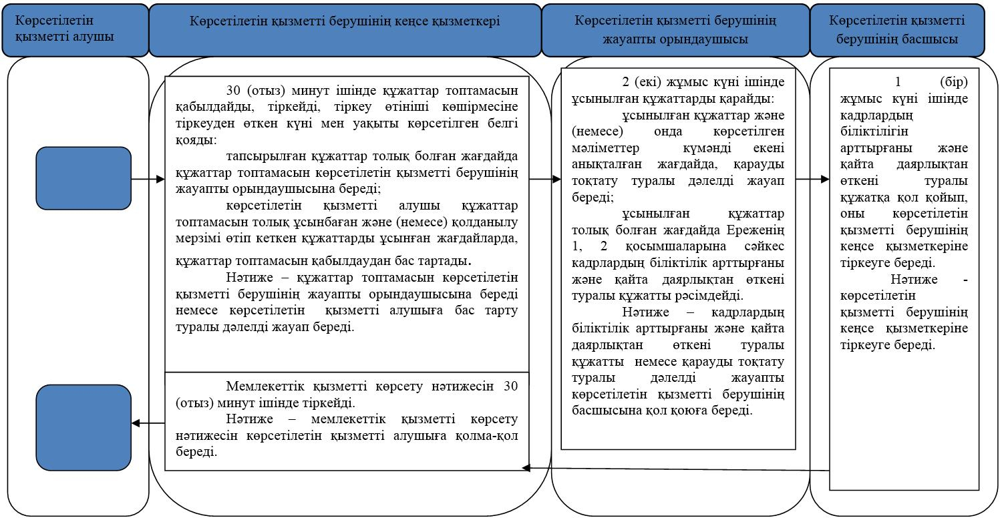 Көрсетілетін
қызметті алушы
Көрсетілетін қызметті берушінің кеңсе қызметкері
Көрсетілетін қызметті берушінің
жауапты орындаушысы
Көрсетілетін қызметті
берушінің басшысы
30 (отыз) минут ішінде құжаттар топтамасын
қабылдайды, тіркейді, тіркеу өтініші көшірмесіне
тіркеуден өткен күні мен уақыты көрсетілген белгі
қояды:
тапсырылған құжаттар толық болған жағдайда
құжаттар топтамасын көрсетілетін қызметті берушінің
жауапты орындаушысына береді;
көрсетілетін қызметті алушы құжаттар
топтамасын толық ұсынбаған және (немесе) қолданылу
мерзімі өтіп кеткен құжаттарды ұсынған жағдайларда,
құжаттар топтамасын қабылдаудан бас тартады.
Нәтиже – құжаттар топтамасын көрсетілетін
қызметті берушінің жауапты орындаушысына береді
немесе көрсетілетін қызметті алушыға бас тарту
туралы дәлелді жауап береді.
Мемлекеттік қызметті көрсету нәтижесін 30
(отыз) минут ішінде тіркейді.
Нәтиже – мемлекеттік қызметті көрсету
нәтижесін көрсетілетін қызметті алушыға қолма-қол
береді.
2 (екі) жұмыс күні ішінде
ұсынылған құжаттарды қарайды:
ұсынылған құжаттар және
(немесе) онда көрсетілген
мәліметтер күмәнді екені
анықталған жағдайда, қарауды
тоқтату туралы дәлелді жауап
береді;
ұсынылған құжаттар
толық болған жағдайда Ереженің
1, 2 қосымшаларына сәйкес
кадрлардың біліктілік арттырғаны
және қайта даярлықтан өткені
туралы құжатты рәсімдейді.
Нәтиже – кадрлардың
біліктілік арттырғаны және қайта
даярлықтан өткені туралы
құжатты немесе қарауды тоқтату
туралы дәлелді жауапты
көрсетілетін қызметті берушінің
басшысына қол қоюға береді.
1 (бір)
жұмыс күні ішінде
кадрлардың
біліктілігін
арттырғаны және
қайта даярлықтан
өткені туралы
құжатқа қол қойып,
оны көрсетілетін
қызметті берушінің
кеңсе қызметкеріне
тіркеуге береді.
Нәтиже -
көрсетілетін
қызметті берушінің
кеңсе қызметкеріне
тіркеуге береді.